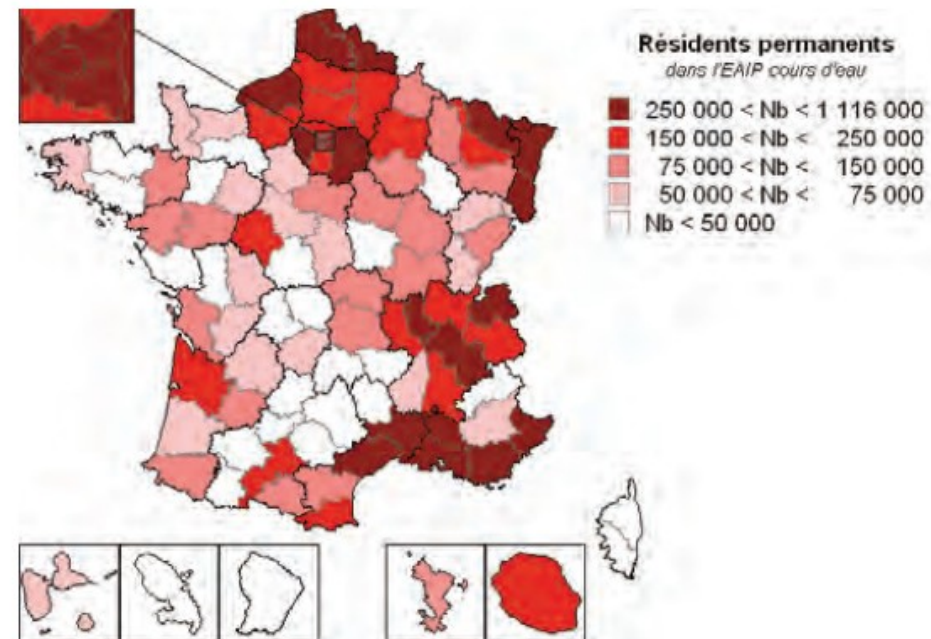 Résidents permanents
dans l'EAIP cours d'eau
250 000 < Nb < 1 116 000
150 000 < Nb < 250 000
75 000 < Nb < 150 000
50 000 < Nb < 75 000
Nb < 50 000